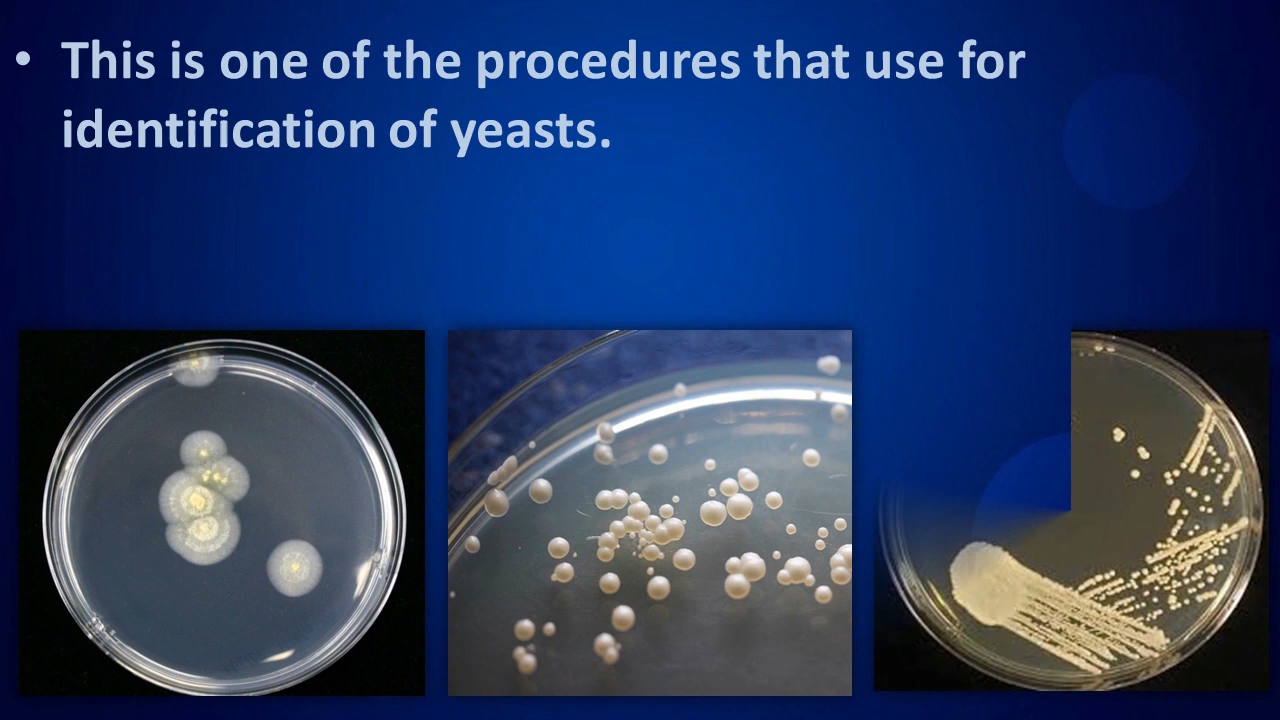 • This is one of the procedures that use for
identification of yeasts.